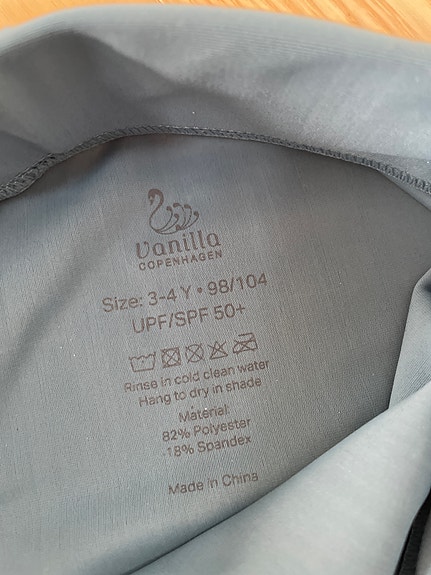 Vanilla
COPENHAGEN
Size: 3-4 Y • 98/104
UPF/SPF 50+
Rinse in cold clean water
Hang to dry in shade
Material:
82% Polyester
18% Spandex
Made in China